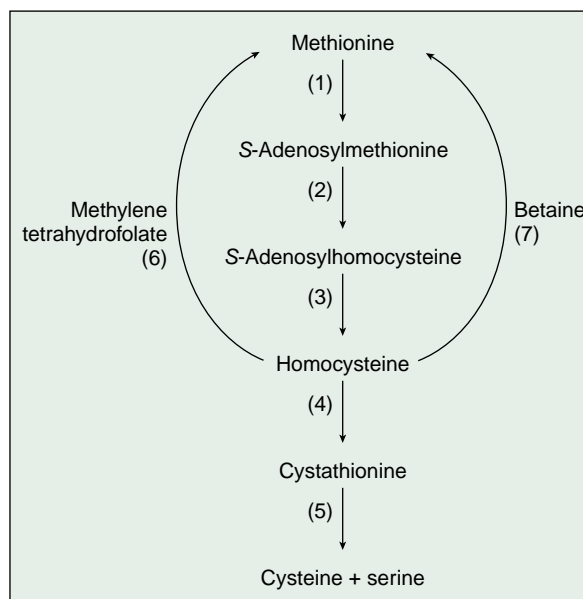 Methionine
(1)
S-Adenosylmethionine
(2)
Methylene
tetrahydrofolate
(6)
Betaine
(7)
S-Adenosylhomocysteine
(3)
Homocysteine
(4)
Cystathionine
(5)
Cysteine + serine